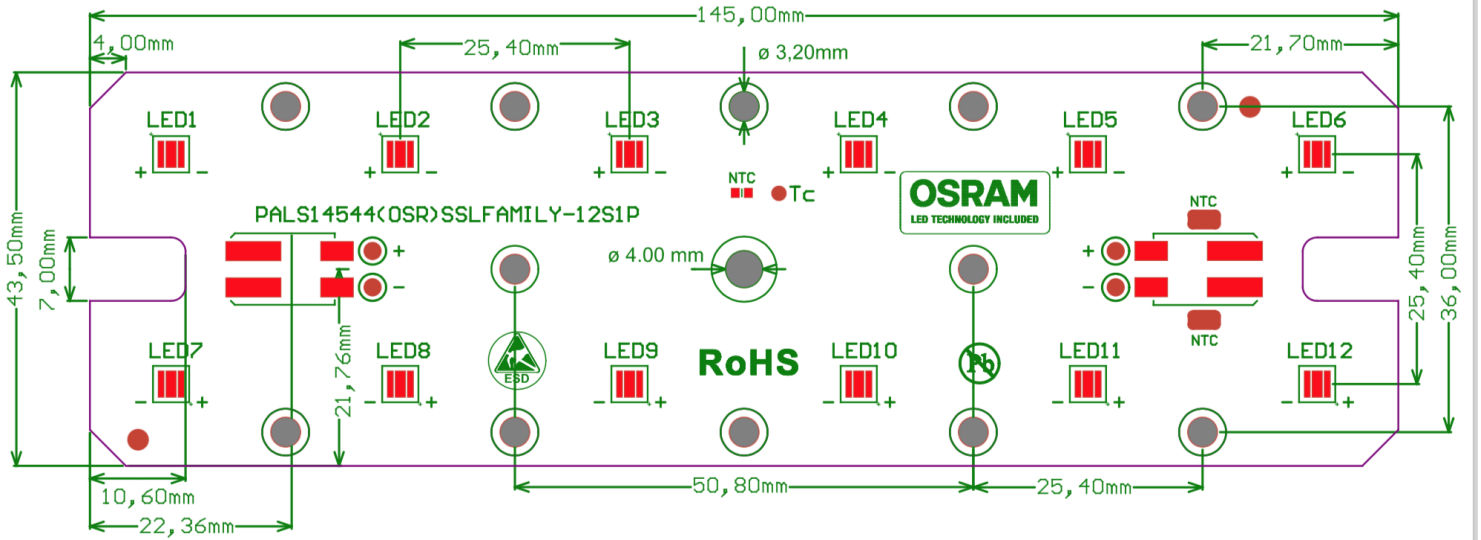 145,00mm
4,00mm
25,40mm
ø 3,20mm
21,70mm
LED1
LED2
LED3
LED4
LED5
LED6
+ -
+ -
+ -
+ -
+ -
+ -
NTC
Tc
OSRAM
LED TECHNOLOGY INCLUDED
NTC
PALS14544(OSR)SSLFAMILY-12S1P
43,50mm
7,00mm
+
-
ø 4.00 mm
+
-
25,40mm
36,00mm
NTC
21,76mm
LED7
LED8
LED9
LED10
LED11
LED12
ESD
RoHS
Pb
- +
- +
- +
- +
- +
- +
10,60mm
50,80mm
25,40mm
22,36mm